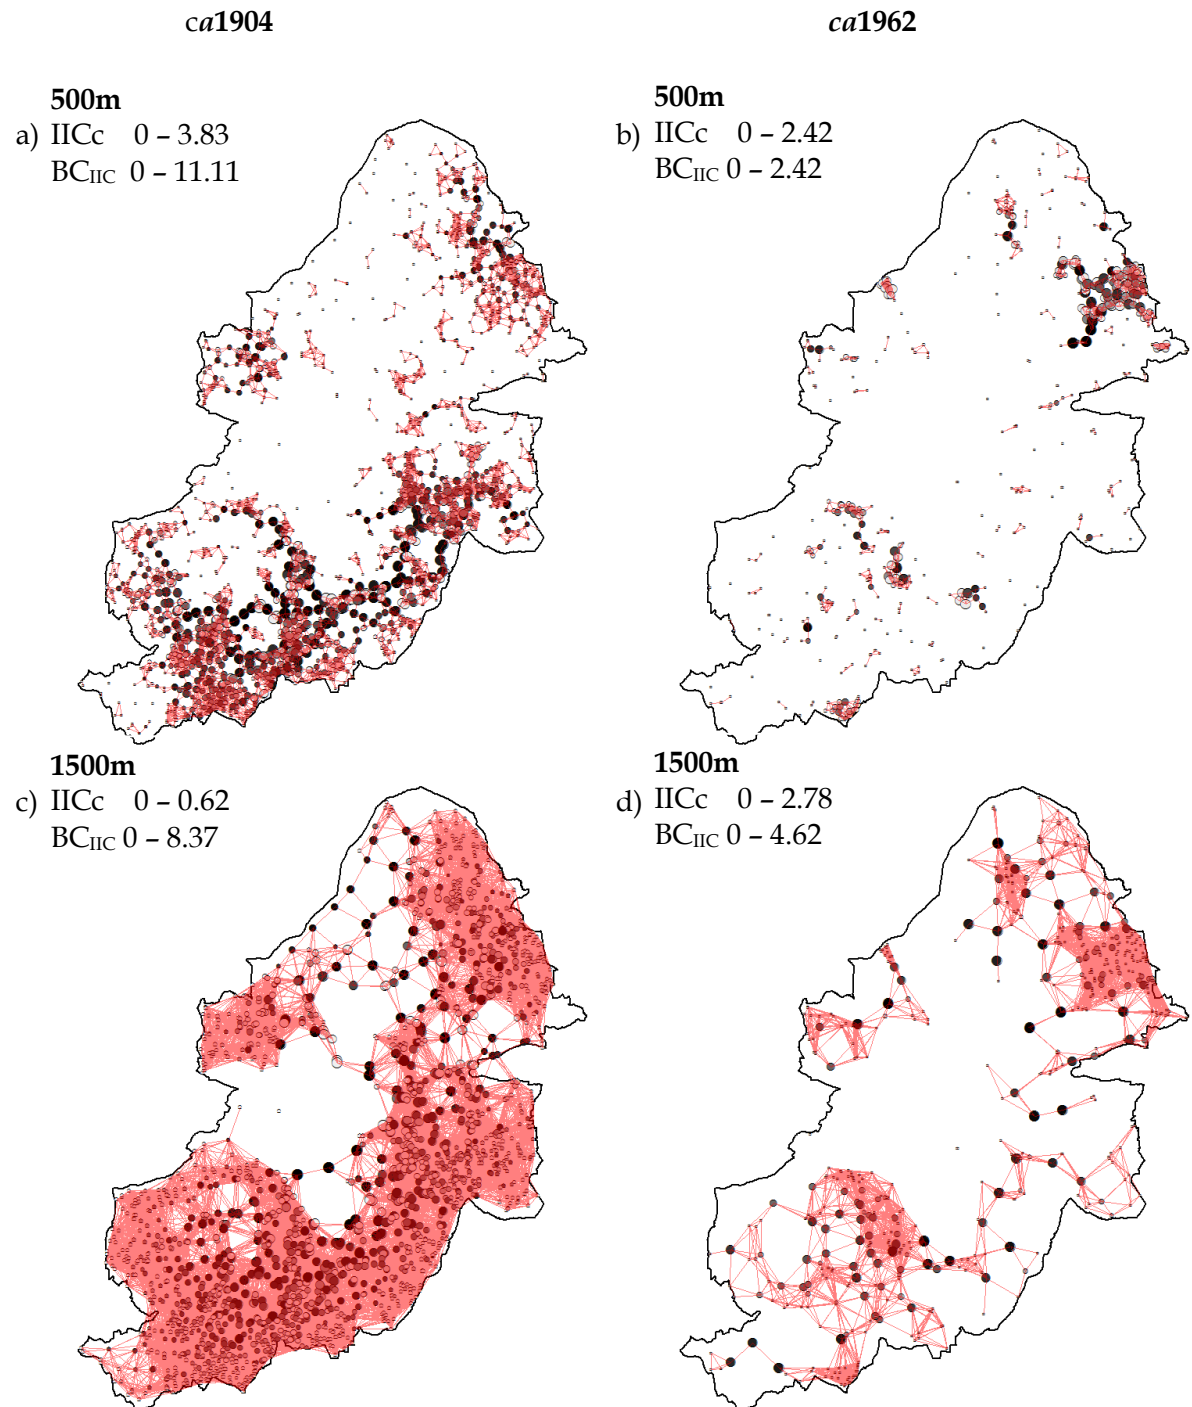 ca1904
ca1962
500m
a) IICc 0 – 3.83
BCIIC 0 – 11.11
500m
b) IICc 0 – 2.42
BCIIC 0 – 2.42
1500m
c) IICc 0 – 0.62
BCIIC 0 – 8.37
1500m
d) IICc 0 – 2.78
BCIIC 0 – 4.62